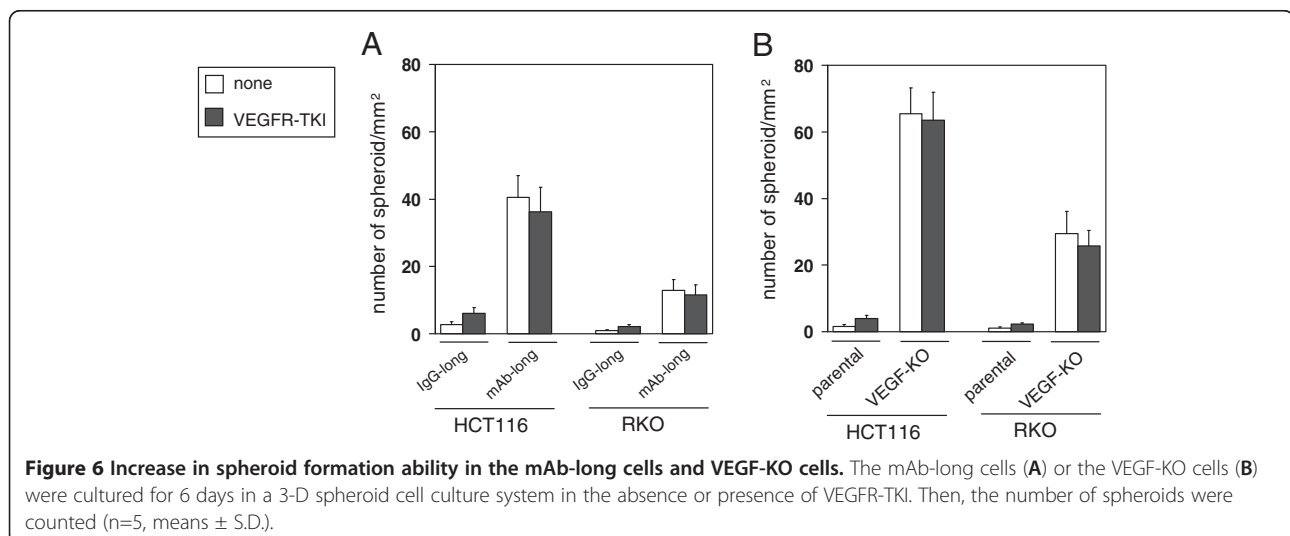 A
B
none
VEGFR-TKI
number of spheroid/mm²
80
60
40
20
0
IgG-long
mAb-long
IgG-long
mAb-long
HCT116
RKO
number of spheroid/mm²
80
60
40
20
0
parental
VEGF-KO
parental
VEGF-KO
HCT116
RKO
Figure 6 Increase in spheroid formation ability in the mAb-long cells and VEGF-KO cells. The mAb-long cells (A) or the VEGF-KO cells (B)
were cultured for 6 days in a 3-D spheroid cell culture system in the absence or presence of VEGFR-TKI. Then, the number of spheroids were
counted (n=5, means ± S.D.).